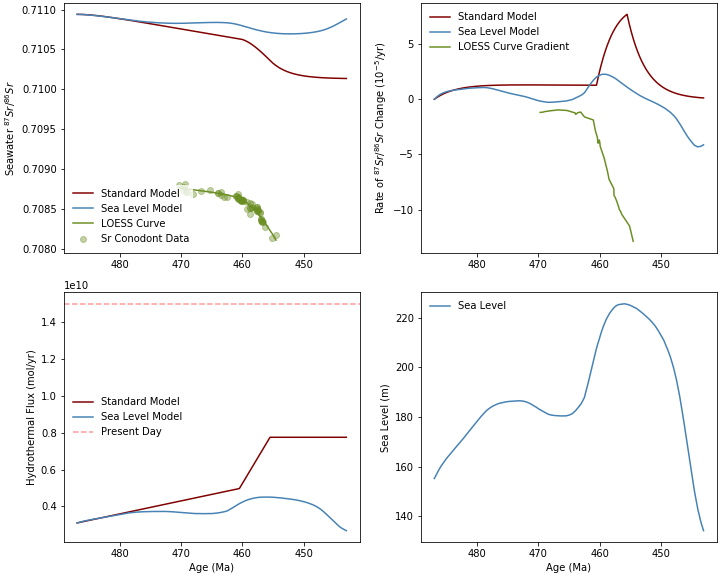 0.7110
0.7105
0.7100
0.7095
0.7090
0.7085
0.7080
Seawater ⁸⁷Sr/⁸⁶Sr
Standard Model
Sea Level Model
LOESS Curve
Sr Conodont Data
480
470
460
450
5
0
−5
−10
Rate of ⁸⁷Sr/⁸⁶Sr Change (10⁻⁵/yr)
Standard Model
Sea Level Model
LOESS Curve Gradient
480
470
460
450
1e10
1.4
1.2
1.0
0.8
0.6
0.4
Hydrothermal Flux (mol/yr)
Standard Model
Sea Level Model
Present Day
480
470
460
450
Age (Ma)
220
200
180
160
140
Sea Level (m)
Sea Level
480
470
460
450
Age (Ma)